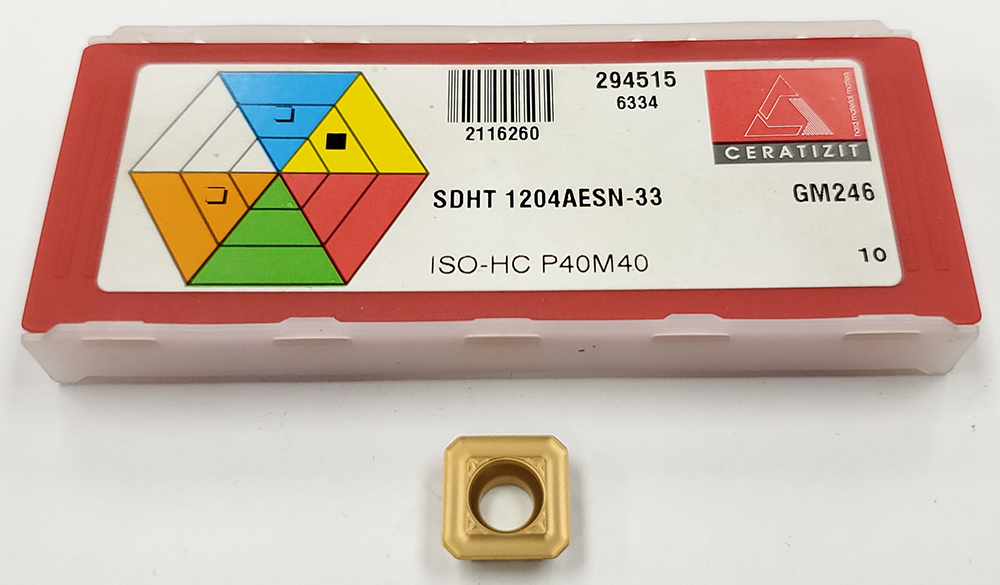 2116260
294515
6334
hard material matters
CERATIZIT
SDHT 1204AESN-33
GM246
ISO-HC P40M40
10